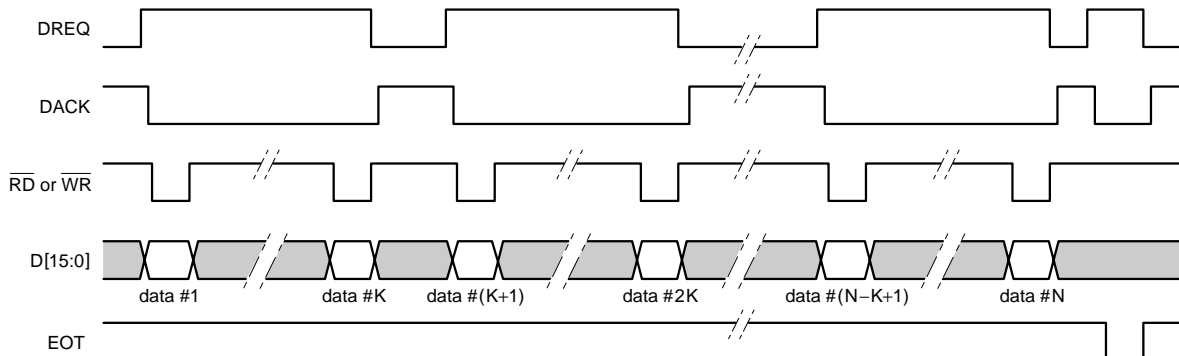 DREQ
DACK
RD or WR
D[15:0]
data #1 data #K data #(K+1) data #2K data #(N−K+1) data #N
EOT